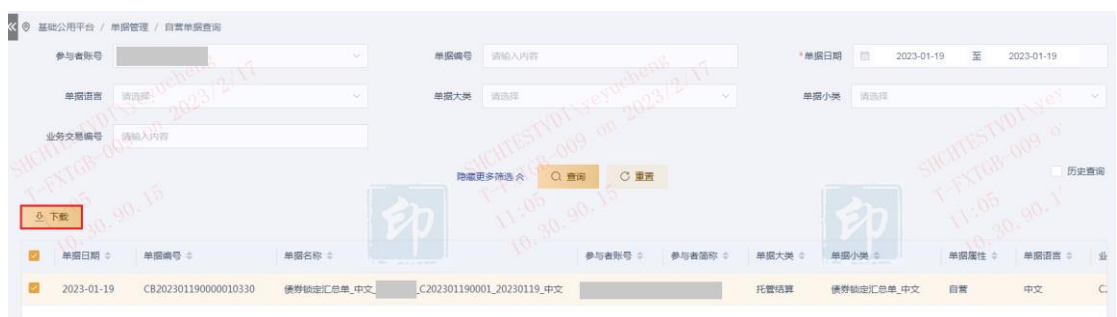 基础公用平台 / 单据管理 / 自营单据查询
参与者账号 单据编号 请输入内容 *单据日期 2023-01-19 至 2023-01-19
单据语言 请选择 单据大类 请选择 单据小类 请选择
业务交易编号 请输入内容
隐藏更多筛选 查询 重置 历史查询
下载
单据日期 单据编号 单据名称 参与者账号 参与者简称 单据大类 单据小类 单据属性 单据语言 业
2023-01-19 CB202301190000010330 债券锁定汇总单_中文_ _C202301190001_20230119_中文 托管结算 债券锁定汇总单_中文 自营 中文
印
印